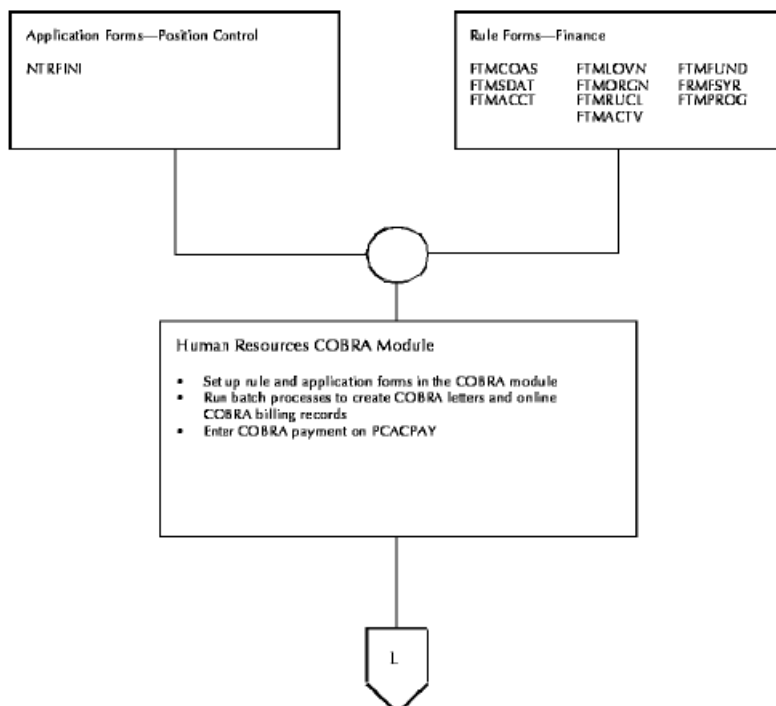 Application Forms—Position Control
NTRFINI
Rule Forms—Finance
FTMCOAS FTMLOVN FTMFUND
FTMSDAT FTMORGN FRMFSYR
FTMACCT FTMRUCL FTMPROG
FTMACTV
Human Resources COBRA Module
• Set up rule and application forms in the COBRA module
• Run batch processes to create COBRA letters and online
COBRA billing records
• Enter COBRA payment on PCACPAY
L